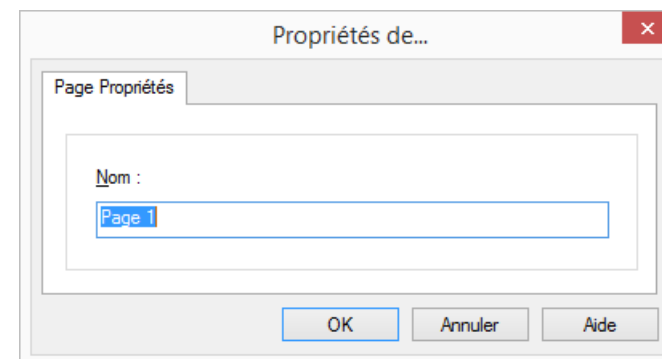 Propriétés de...
Page Propriétés
Nom :
Page 1
OK Annuler Aide